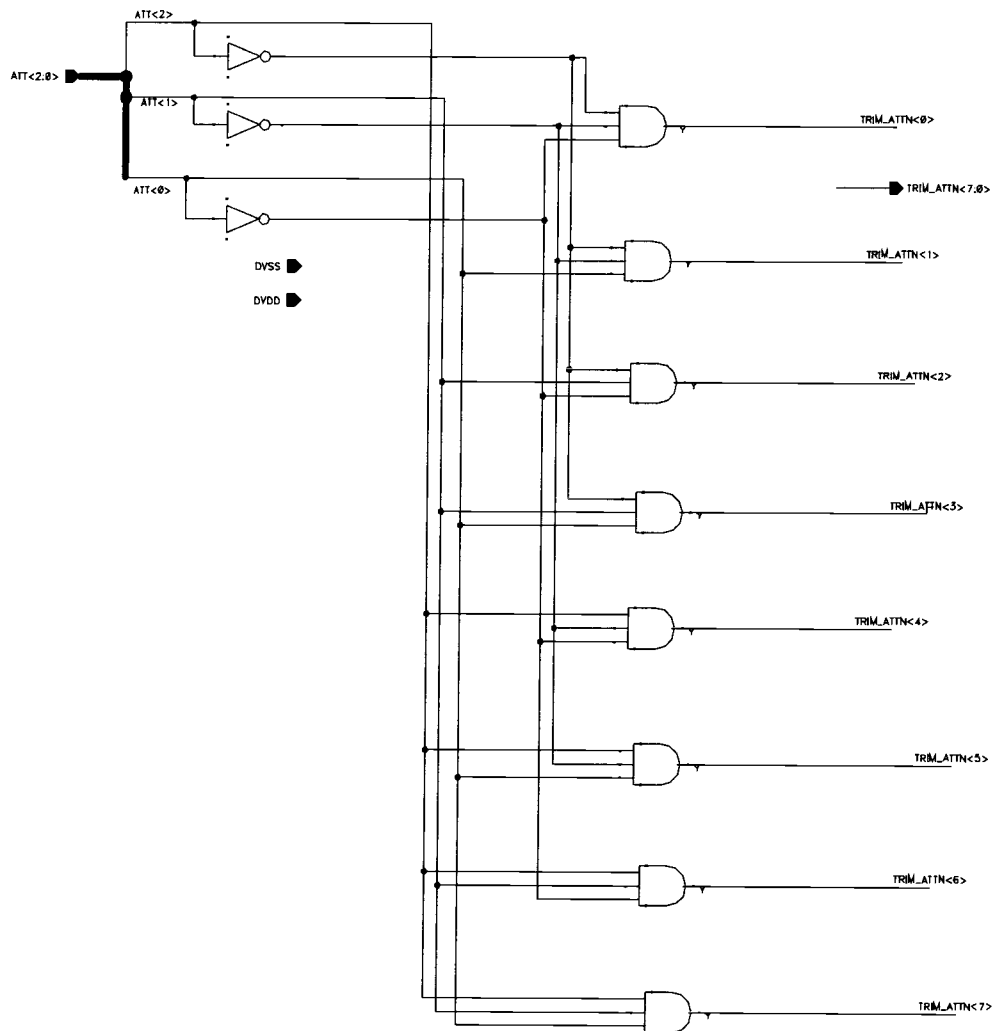 ATT<2>
ATT<2:0>
ATT<1>
TRIM_ATTN<0>
ATT<0>
TRIM_ATTN<7:0>
TRIM_ATTN<1>
DVSS
DVDD
TRIM_ATTN<2>
TRIM_ATTN<3>
TRIM_ATTN<4>
TRIM_ATTN<5>
TRIM_ATTN<6>
TRIM_ATTN<7>